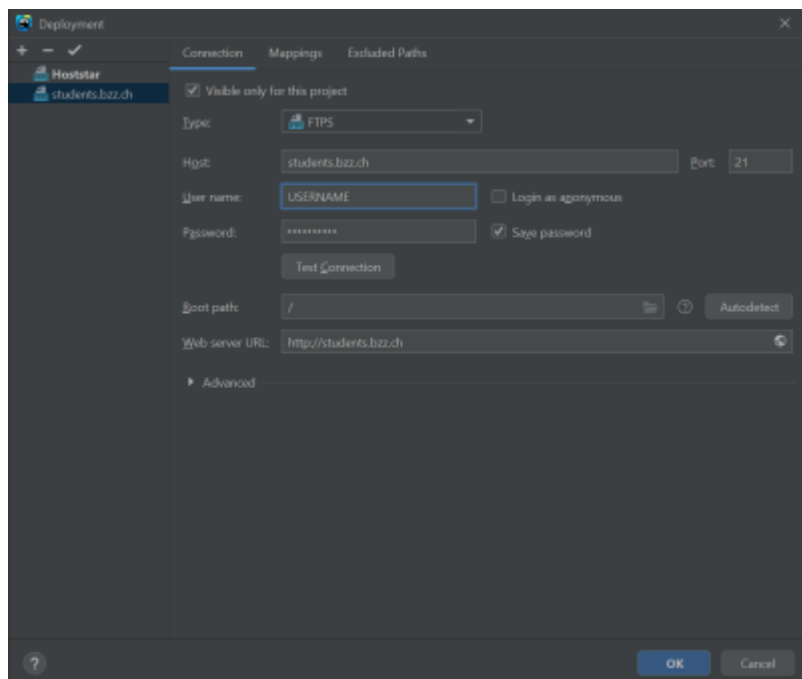 Deployment
Connection Mappings Excluded Paths
Hoststar
students.bzz.ch
Visible only for this project
Type: FTPS
Host: students.bzz.ch Port: 21
User name: USERNAME Login as anonymous
Password: •••••••••• Save password
Test Connection
Root path: / Autodetect
Web server URL: http://students.bzz.ch
Advanced
? OK Cancel